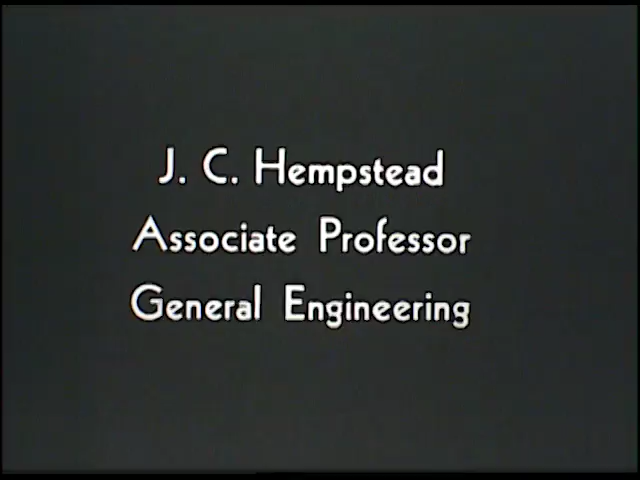 J. C. Hempstead
Associate Professor
General Engineering